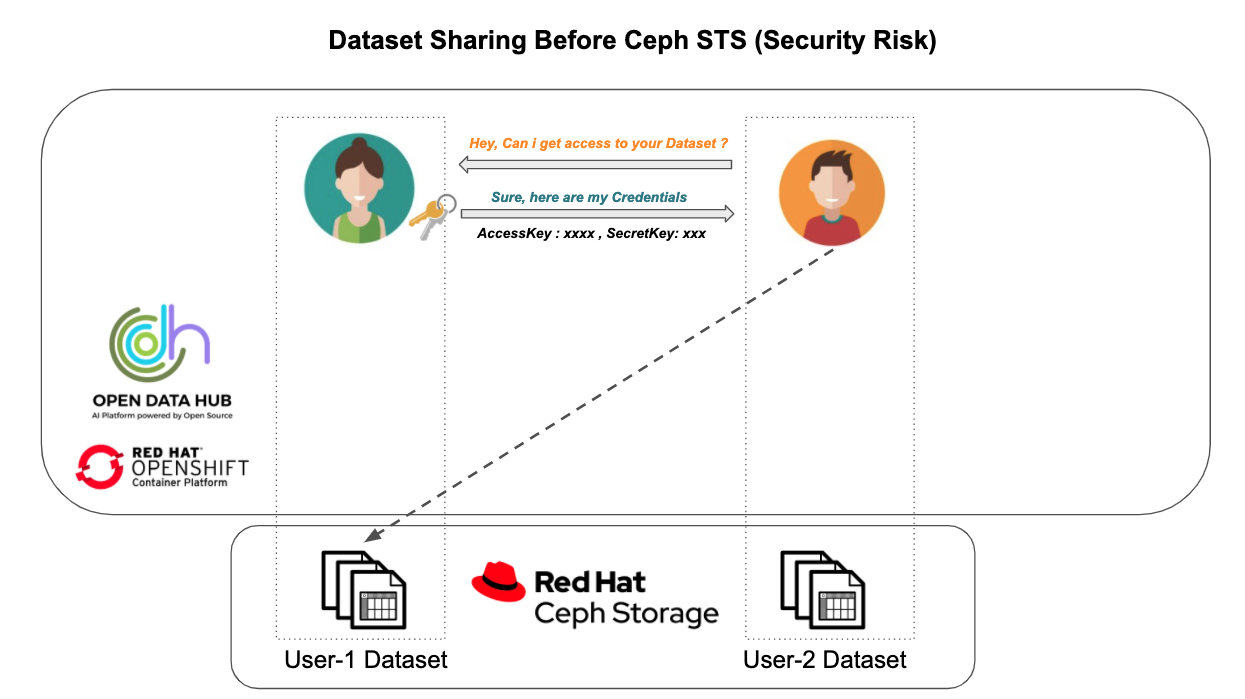 Dataset Sharing Before Ceph STS (Security Risk)
Hey, Can i get access to your Dataset ?
Sure, here are my Credentials
AccessKey : xxxx , SecretKey: xxx
OPEN DATA HUB
AI Platform powered by Open Source
RED HAT
OPENSHIFT
Container Platform
Red Hat
Ceph Storage
User-1 Dataset
User-2 Dataset